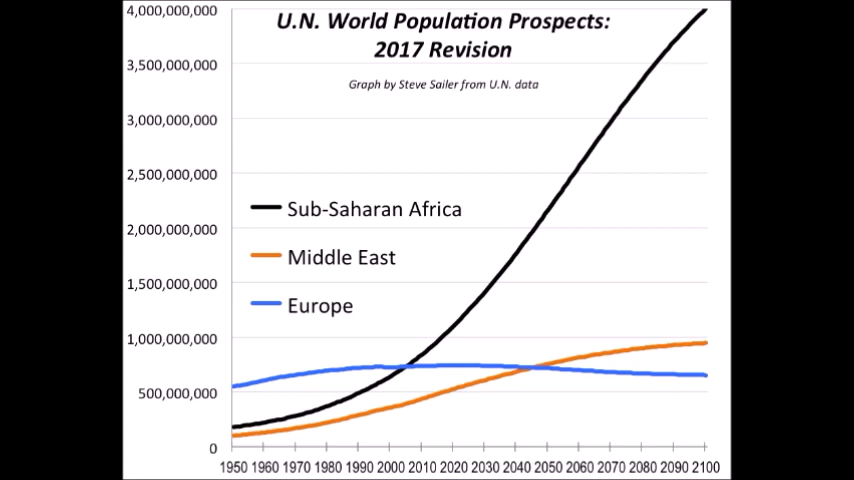 U.N. World Population Prospects:
2017 Revision
Graph by Steve Sailer from U.N. data
4,000,000,000
3,500,000,000
3,000,000,000
2,500,000,000
2,000,000,000
1,500,000,000
1,000,000,000
500,000,000
0
Sub-Saharan Africa
Middle East
Europe
1950 1960 1970 1980 1990 2000 2010 2020 2030 2040 2050 2060 2070 2080 2090 2100